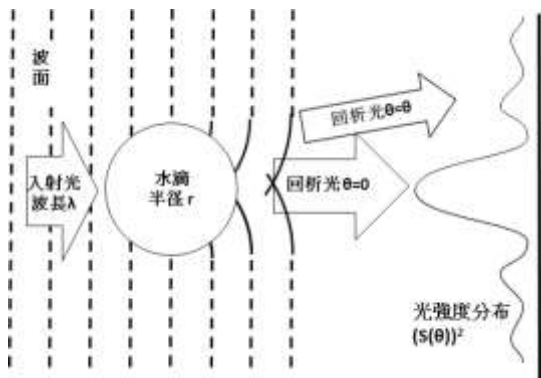 波
面
入射光
波長λ
水滴
半径 r
回析光θ=θ
回析光θ=0
光強度分布
(S(θ))²